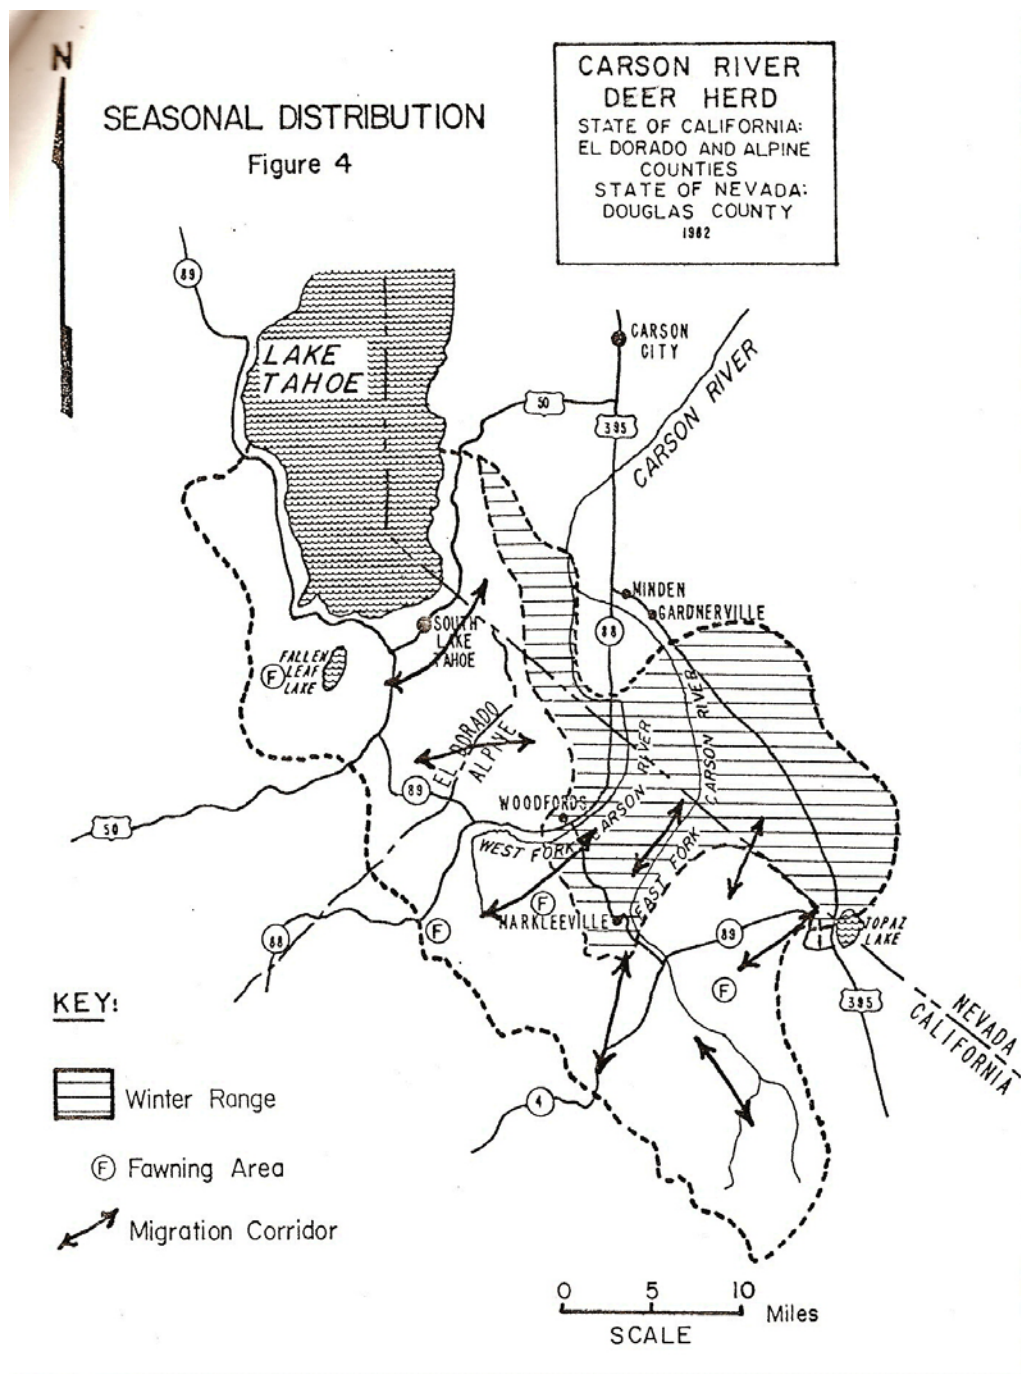 N
SEASONAL DISTRIBUTION
Figure 4
CARSON RIVER
DEER HERD
STATE OF CALIFORNIA:
EL DORADO AND ALPINE
COUNTIES
STATE OF NEVADA:
DOUGLAS COUNTY
1982
89
LAKE
TAHOE
CARSON
CITY
50
395
CARSON RIVER
MINDEN
GARDNERVILLE
88
SOUTH
LAKE
TAHOE
FALLEN
LEAF
LAKE
F
EL DORADO
ALPINE
CARSON RIVER
CARSON RIVER
89
50
WOODFORDS
WEST FORK
EAST FORK
F
MARKLEEVILLE
F
88
89
TOPAZ
LAKE
F
395
NEVADA
CALIFORNIA
4
KEY:
Winter Range
F Fawning Area
Migration Corridor
0 5 10
Miles
SCALE